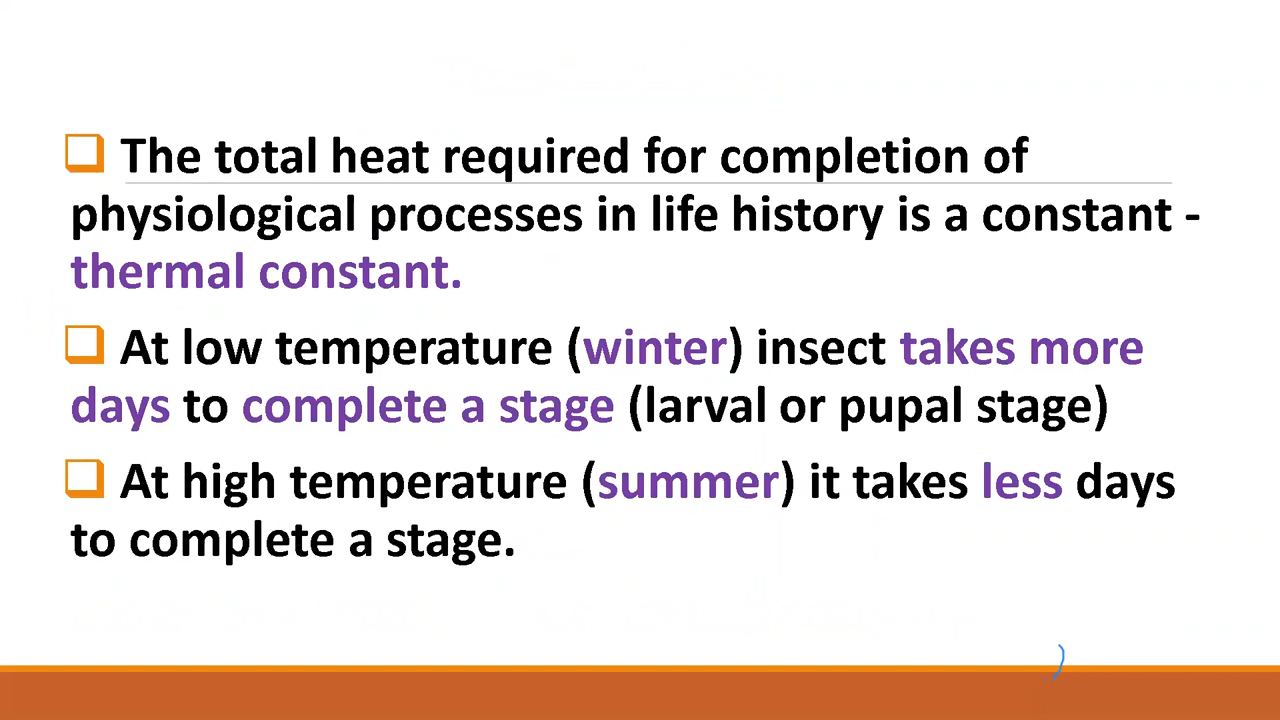 The total heat required for completion of
physiological processes in life history is a constant -
thermal constant.
At low temperature (winter) insect takes more
days to complete a stage (larval or pupal stage)
At high temperature (summer) it takes less days
to complete a stage.